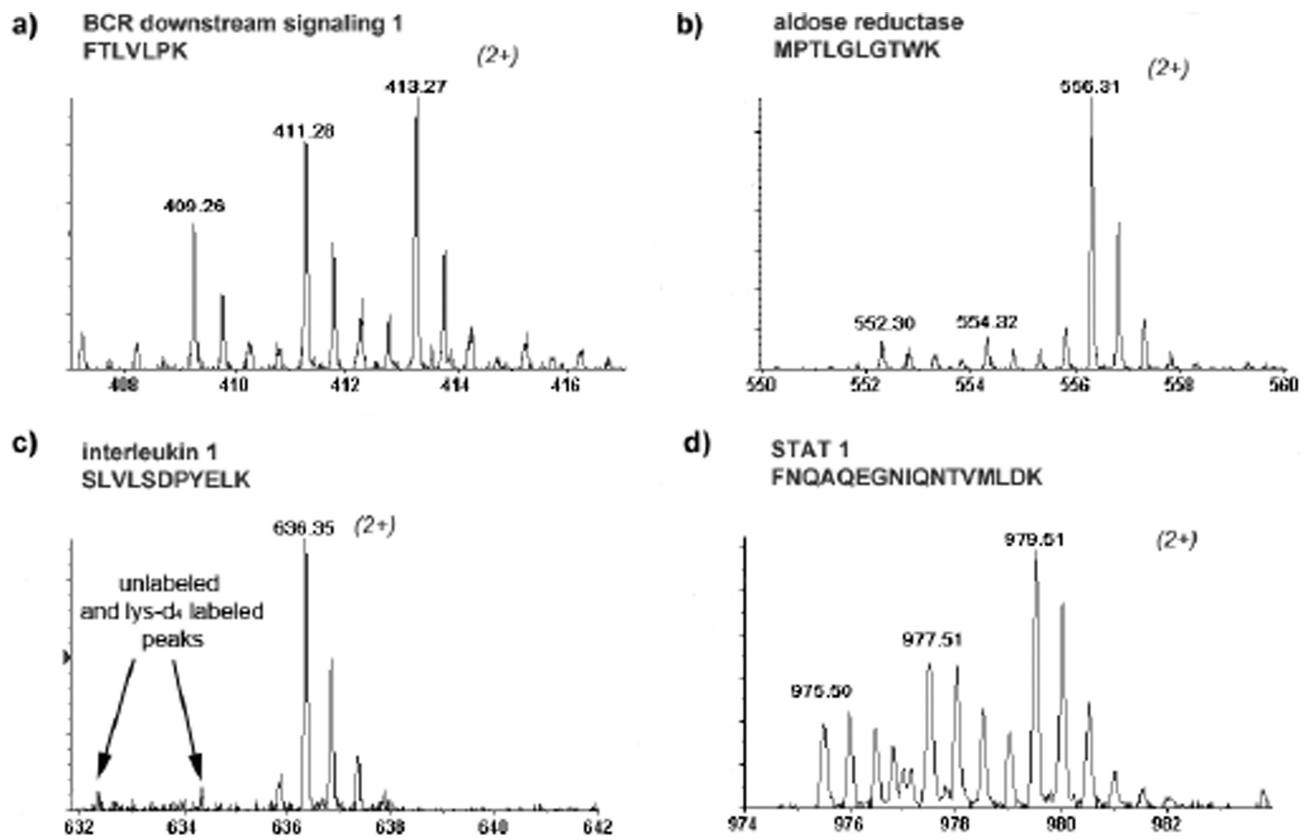 a) BCR downstream signaling 1
FTLVLPK
(2+)
413.27
411.28
409.26
408 410 412 414 416
b) aldose reductase
MPTLGLGTWK
(2+)
556.31
552.30 554.32
550 552 554 556 558 560
c) interleukin 1
SLVLSDPYELK
636.35 (2+)
unlabeled
and lys-d₄ labeled
peaks
632 634 636 638 640 642
d) STAT 1
FNQAQEGNIQNTVMLDK
979.51 (2+)
977.51
975.50
974 976 978 980 982